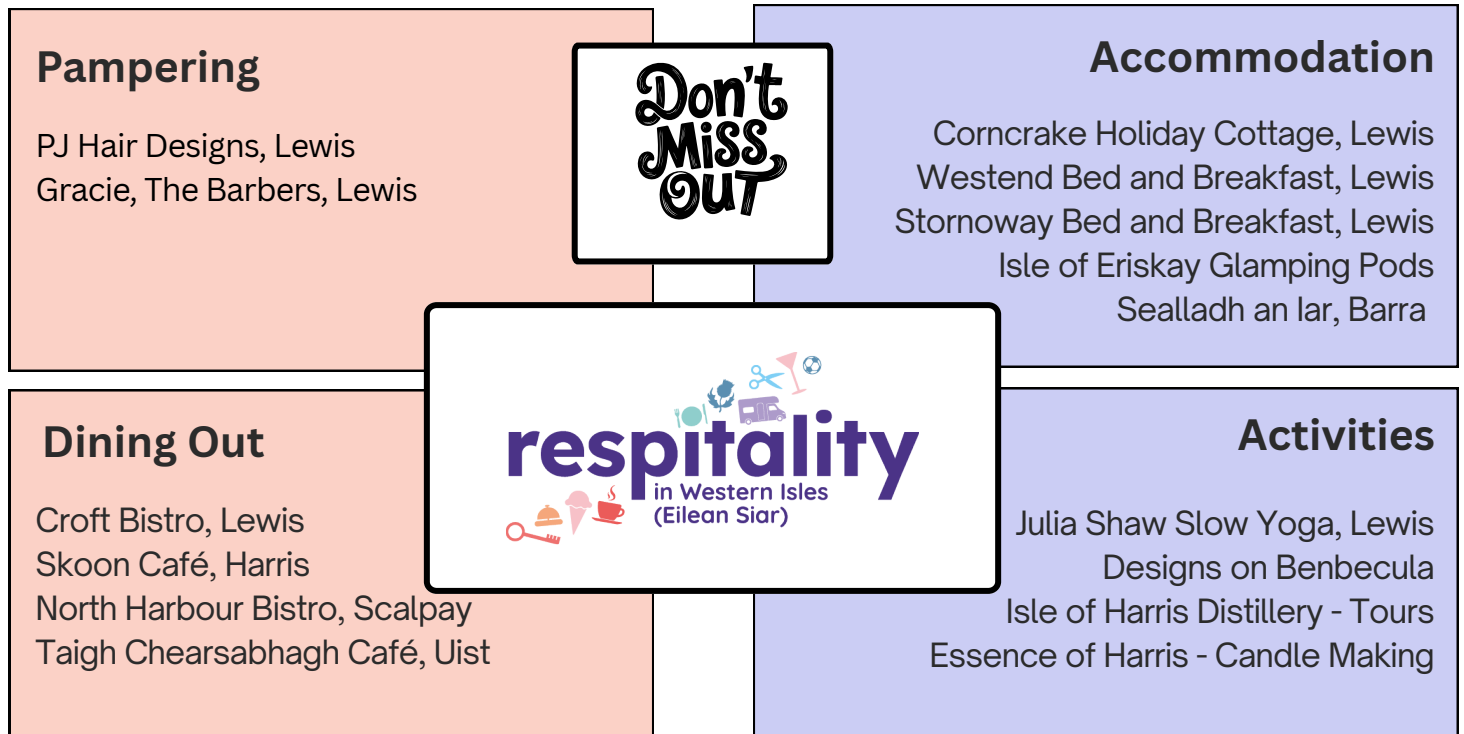 Pampering
PJ Hair Designs, Lewis
Gracie, The Barbers, Lewis
Don't
Miss
Out
Accommodation
Corncrake Holiday Cottage, Lewis
Westend Bed and Breakfast, Lewis
Stornoway Bed and Breakfast, Lewis
Isle of Eriskay Glamping Pods
Sealladh an Iar, Barra
respitality
in Western Isles
(Eilean Siar)
Dining Out
Croft Bistro, Lewis
Skoon Café, Harris
North Harbour Bistro, Scalpay
Taigh Chearsabhagh Café, Uist
Activities
Julia Shaw Slow Yoga, Lewis
Designs on Benbecula
Isle of Harris Distillery - Tours
Essence of Harris - Candle Making